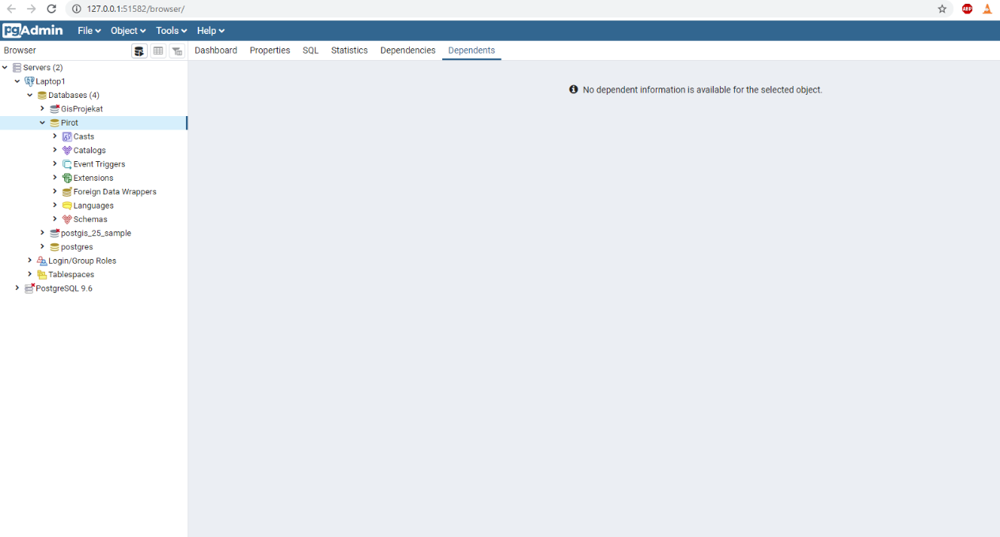 127.0.0.1:51582/browser/
ABP
pgAdmin File Object Tools Help
Browser
Dashboard Properties SQL Statistics Dependencies Dependents
Servers (2)
Laptop1
Databases (4)
GisProjekat
Pirot
Casts
Catalogs
Event Triggers
Extensions
Foreign Data Wrappers
Languages
Schemas
postgis_25_sample
postgres
Login/Group Roles
Tablespaces
PostgreSQL 9.6
No dependent information is available for the selected object.